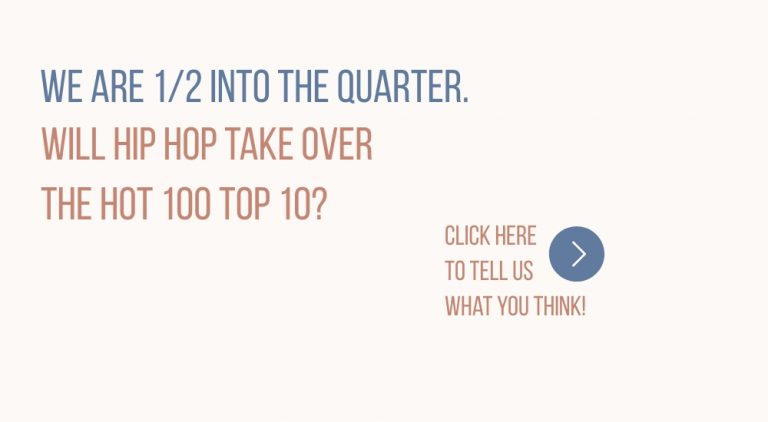 WE ARE 1/2 INTO THE QUARTER.
WILL HIP HOP TAKE OVER
THE HOT 100 TOP 10?
CLICK HERE
TO TELL US
WHAT YOU THINK!